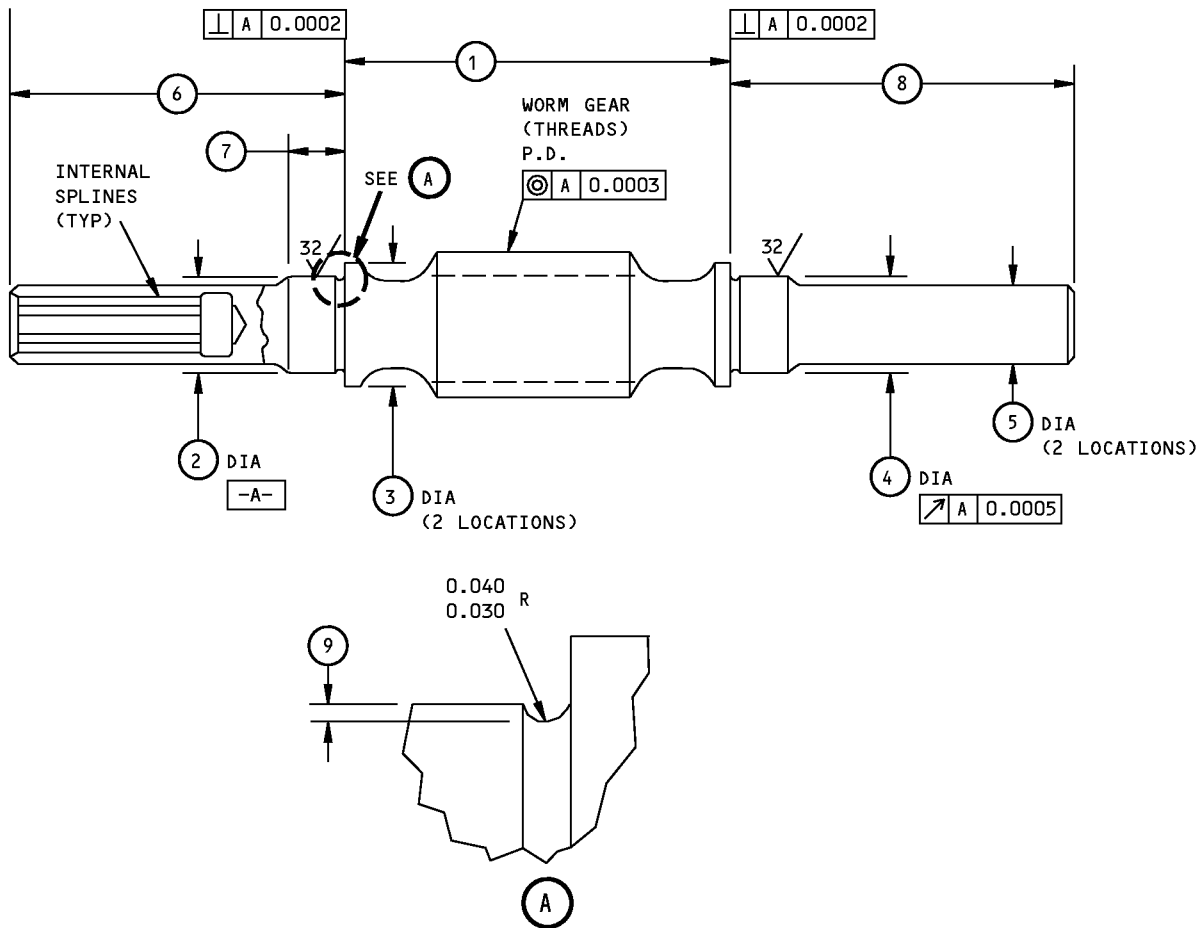 ⊥ A 0.0002
⊥ A 0.0002
1
6
8
WORM GEAR
(THREADS)
P.D.
◎ A 0.0003
7
INTERNAL
SPLINES
(TYP)
SEE A
32
32
2 DIA
-A-
3 DIA
(2 LOCATIONS)
4 DIA
↗ A 0.0005
5 DIA
(2 LOCATIONS)
0.040
0.030 R
9
A